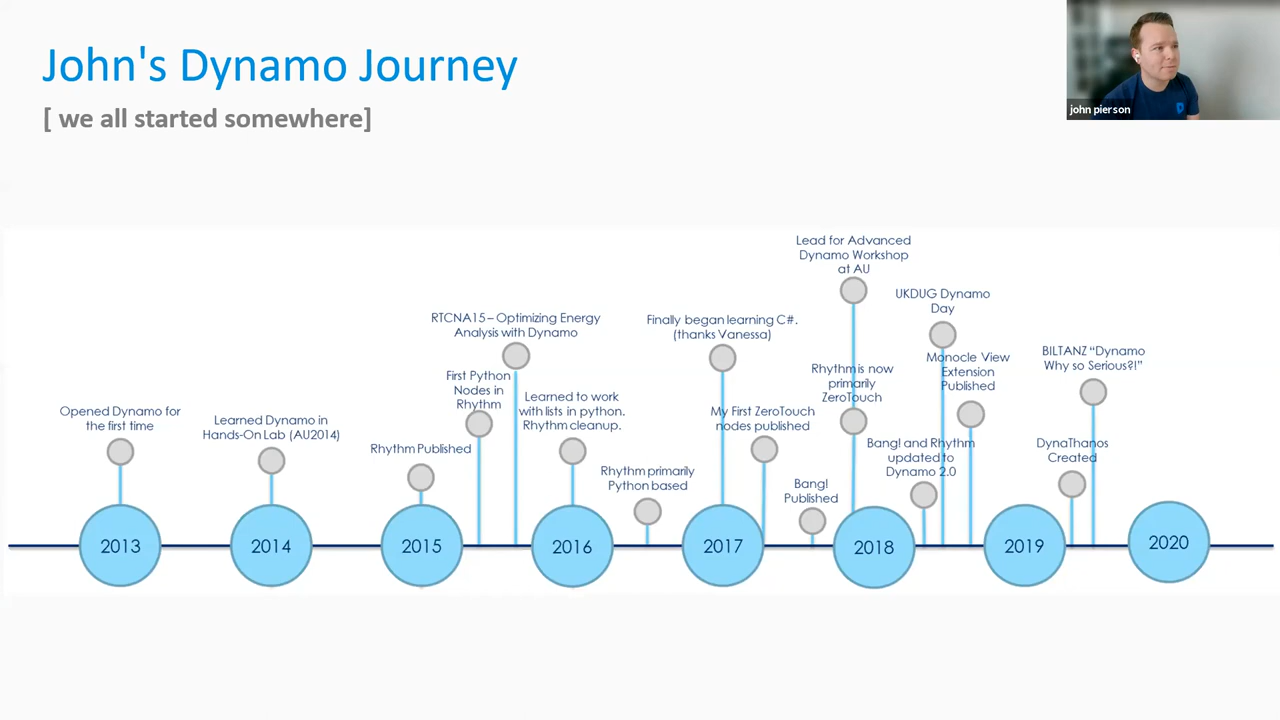 John's Dynamo Journey
[ we all started somewhere]
john pierson
Opened Dynamo for
the first time
Learned Dynamo in
Hands-On Lab (AU2014)
Rhythm Published
First Python
Nodes in
Rhythm
RTCNA15 – Optimizing Energy
Analysis with Dynamo
Learned to work
with lists in python.
Rhythm cleanup.
Rhythm primarily
Python based
Finally began learning C#.
(thanks Vanessa)
My First ZeroTouch
nodes published
Bang!
Published
Lead for Advanced
Dynamo Workshop
at AU
Rhythm is now
primarily
ZeroTouch
Bang! and Rhythm
updated to
Dynamo 2.0
UKDUG Dynamo
Day
Monocle View
Extension
Published
DynaThanos
Created
BILTANZ “Dynamo
Why so Serious?!”
2013
2014
2015
2016
2017
2018
2019
2020